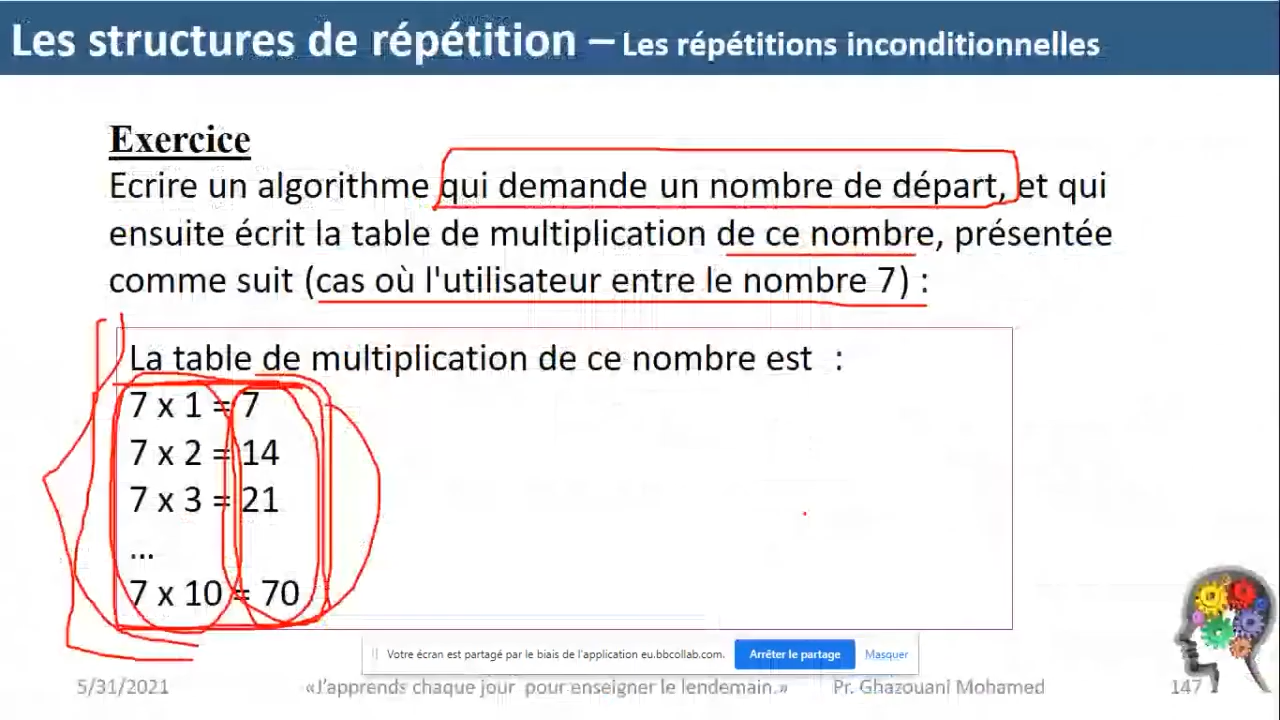 Les structures de répétition – Les répétitions inconditionnelles
Exercice
Ecrire un algorithme qui demande un nombre de départ, et qui
ensuite écrit la table de multiplication de ce nombre, présentée
comme suit (cas où l'utilisateur entre le nombre 7) :
La table de multiplication de ce nombre est :
7 x 1 = 7
7 x 2 = 14
7 x 3 = 21
...
7 x 10 = 70
Votre écran est partagé par le biais de l'application eu.bbcollab.com.
Arrêter le partage
Masquer
5/31/2021
«J'apprends chaque jour pour enseigner le lendemain.»
Pr. Ghazouani Mohamed
147